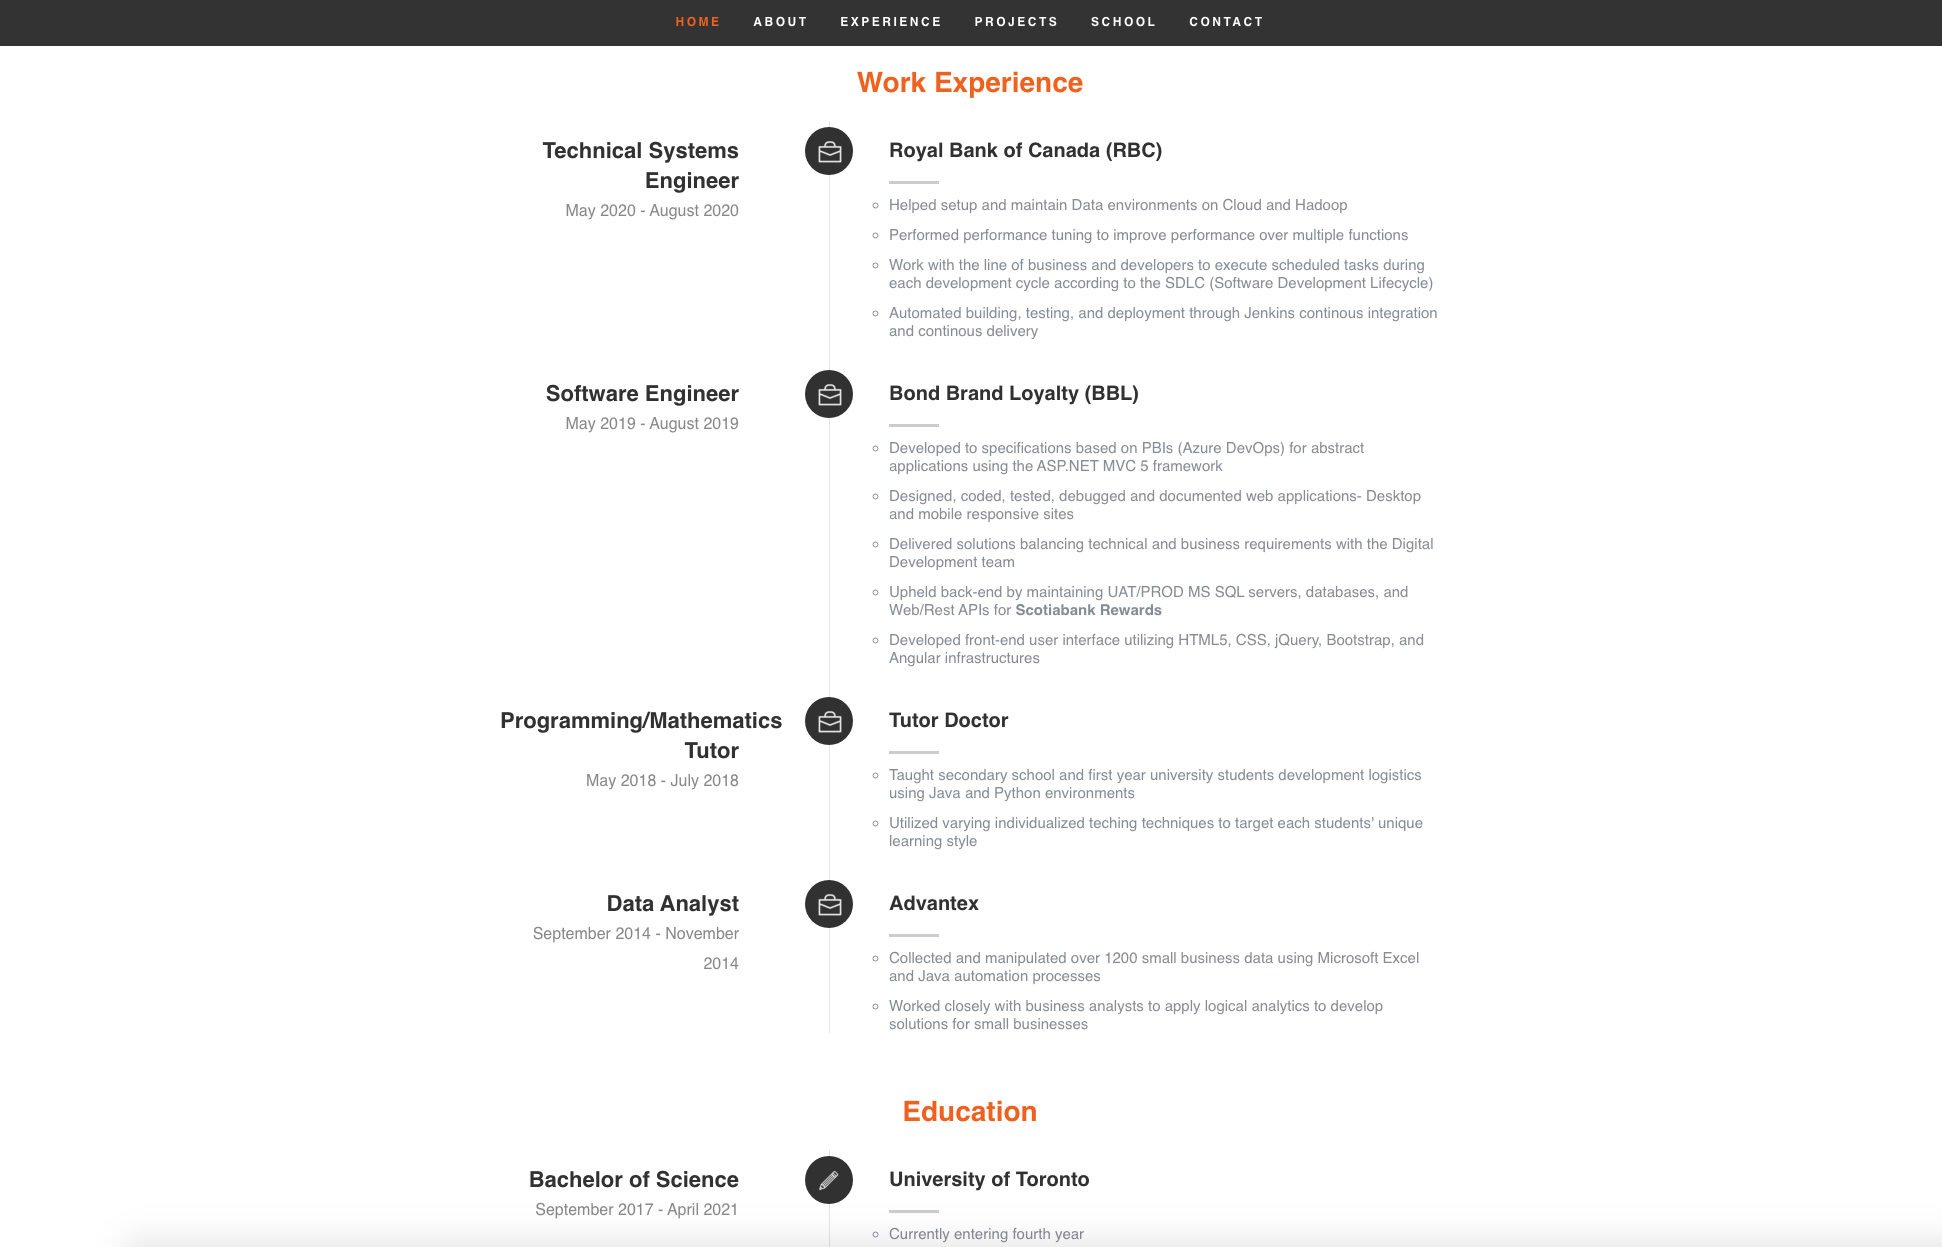 HOME ABOUT EXPERIENCE PROJECTS SCHOOL CONTACT
Work Experience
Technical Systems
Engineer
May 2020 - August 2020
Royal Bank of Canada (RBC)
Helped setup and maintain Data environments on Cloud and Hadoop
Performed performance tuning to improve performance over multiple functions
Work with the line of business and developers to execute scheduled tasks during
each development cycle according to the SDLC (Software Development Lifecycle)
Automated building, testing, and deployment through Jenkins continous integration
and continous delivery
Software Engineer
May 2019 - August 2019
Bond Brand Loyalty (BBL)
Developed to specifications based on PBIs (Azure DevOps) for abstract
applications using the ASP.NET MVC 5 framework
Designed, coded, tested, debugged and documented web applications- Desktop
and mobile responsive sites
Delivered solutions balancing technical and business requirements with the Digital
Development team
Upheld back-end by maintaining UAT/PROD MS SQL servers, databases, and
Web/Rest APIs for Scotiabank Rewards
Developed front-end user interface utilizing HTML5, CSS, jQuery, Bootstrap, and
Angular infrastructures
Programming/Mathematics
Tutor
May 2018 - July 2018
Tutor Doctor
Taught secondary school and first year university students development logistics
using Java and Python environments
Utilized varying individualized teching techniques to target each students' unique
learning style
Data Analyst
September 2014 - November
2014
Advantex
Collected and manipulated over 1200 small business data using Microsoft Excel
and Java automation processes
Worked closely with business analysts to apply logical analytics to develop
solutions for small businesses
Education
Bachelor of Science
September 2017 - April 2021
University of Toronto
Currently entering fourth year